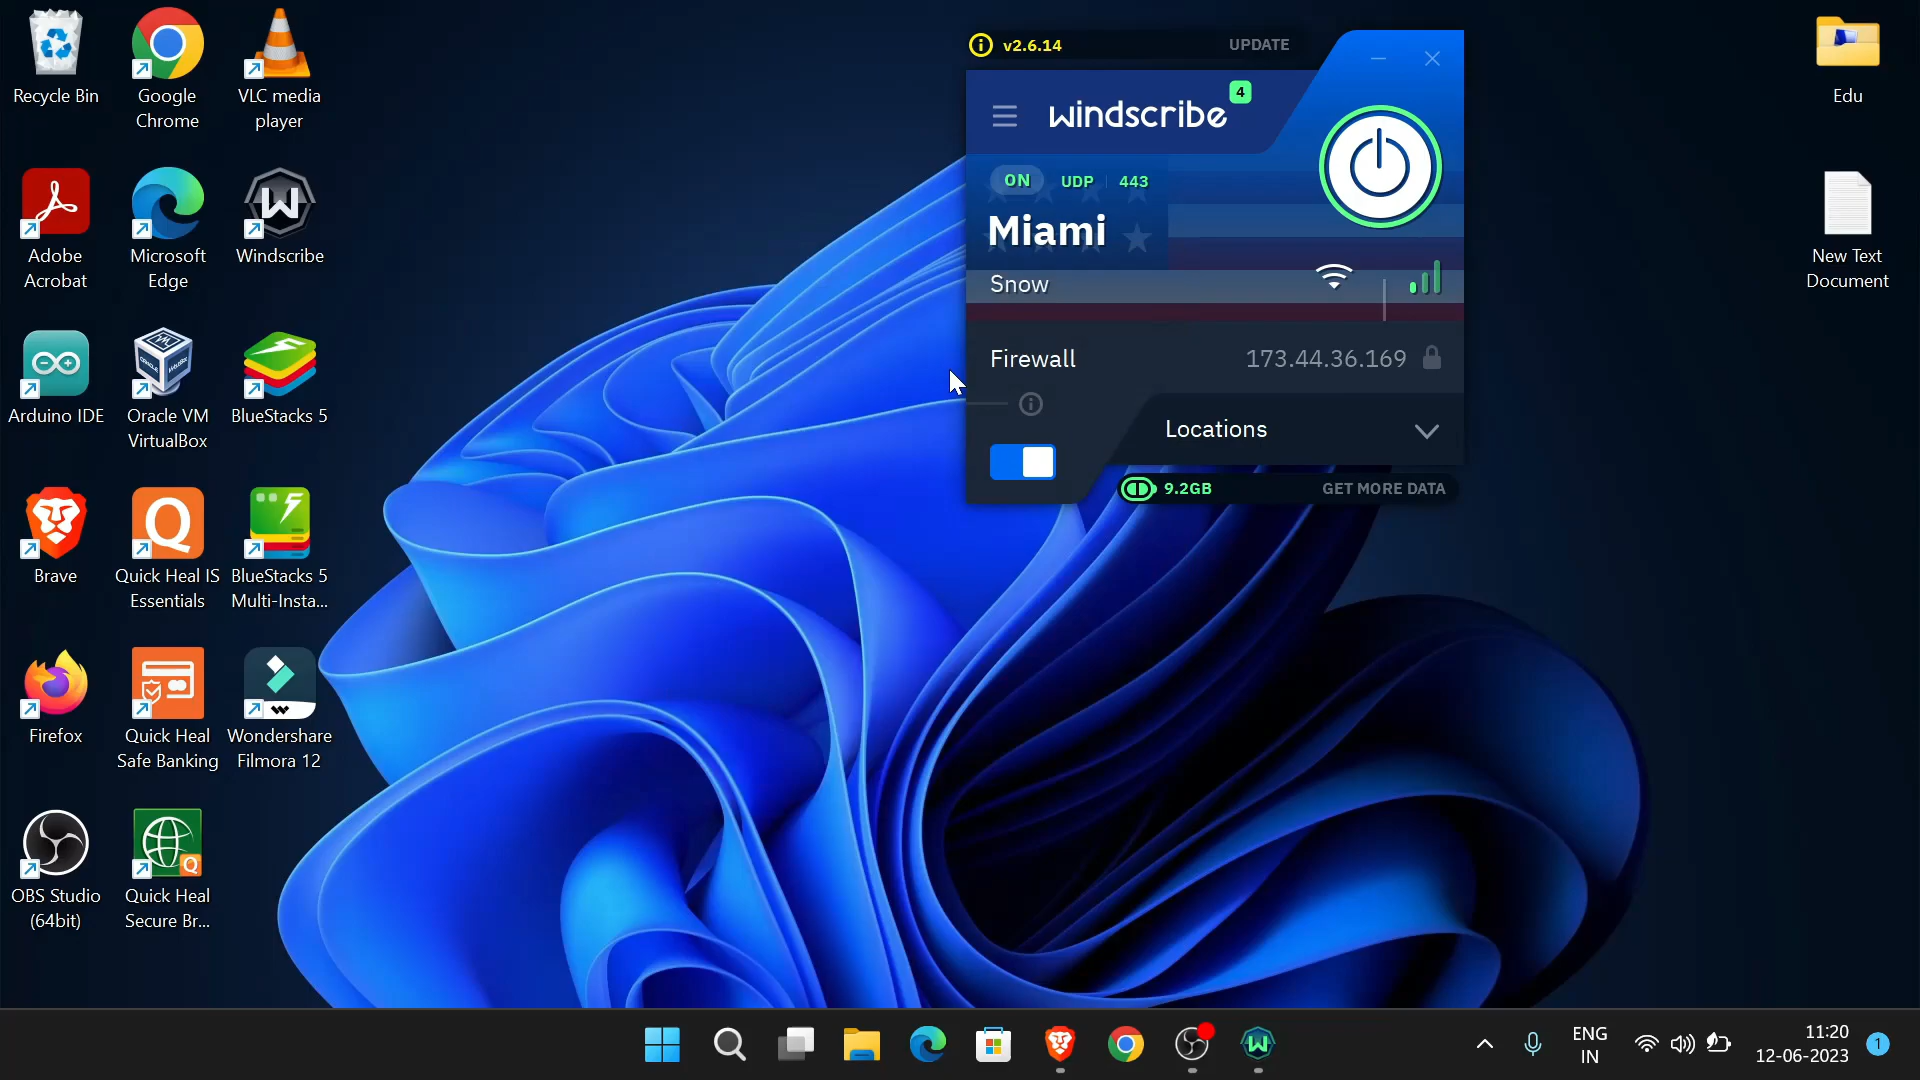 Recycle Bin
Google
Chrome
VLC media
player
Adobe
Acrobat
Microsoft
Edge
Windscribe
Arduino IDE
Oracle VM
VirtualBox
BlueStacks 5
Brave
Quick Heal IS
Essentials
BlueStacks 5
Multi-Insta...
Firefox
Quick Heal
Safe Banking
Wondershare
Filmora 12
OBS Studio
(64bit)
Quick Heal
Secure Br...
v2.6.14
UPDATE
windscribe
4
ON UDP 443
Miami
Snow
Firewall
173.44.36.169
Locations
9.2GB
GET MORE DATA
Edu
New Text
Document
ENG
IN
11:20
12-06-2023
1